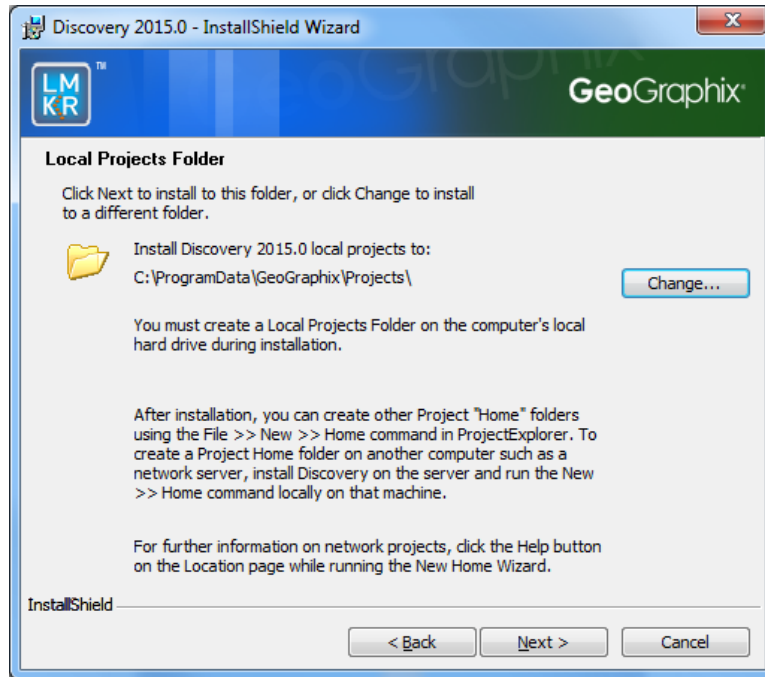 Discovery 2015.0 - InstallShield Wizard
LM
KR
TM
GeoGraphix
GeoGraphix
Local Projects Folder
Click Next to install to this folder, or click Change to install
to a different folder.
Install Discovery 2015.0 local projects to:
C:\ProgramData\GeoGraphix\Projects\
Change...
You must create a Local Projects Folder on the computer's local
hard drive during installation.
After installation, you can create other Project "Home" folders
using the File >> New >> Home command in ProjectExplorer. To
create a Project Home folder on another computer such as a
network server, install Discovery on the server and run the New
>> Home command locally on that machine.
For further information on network projects, click the Help button
on the Location page while running the New Home Wizard.
InstallShield
< Back
Next >
Cancel